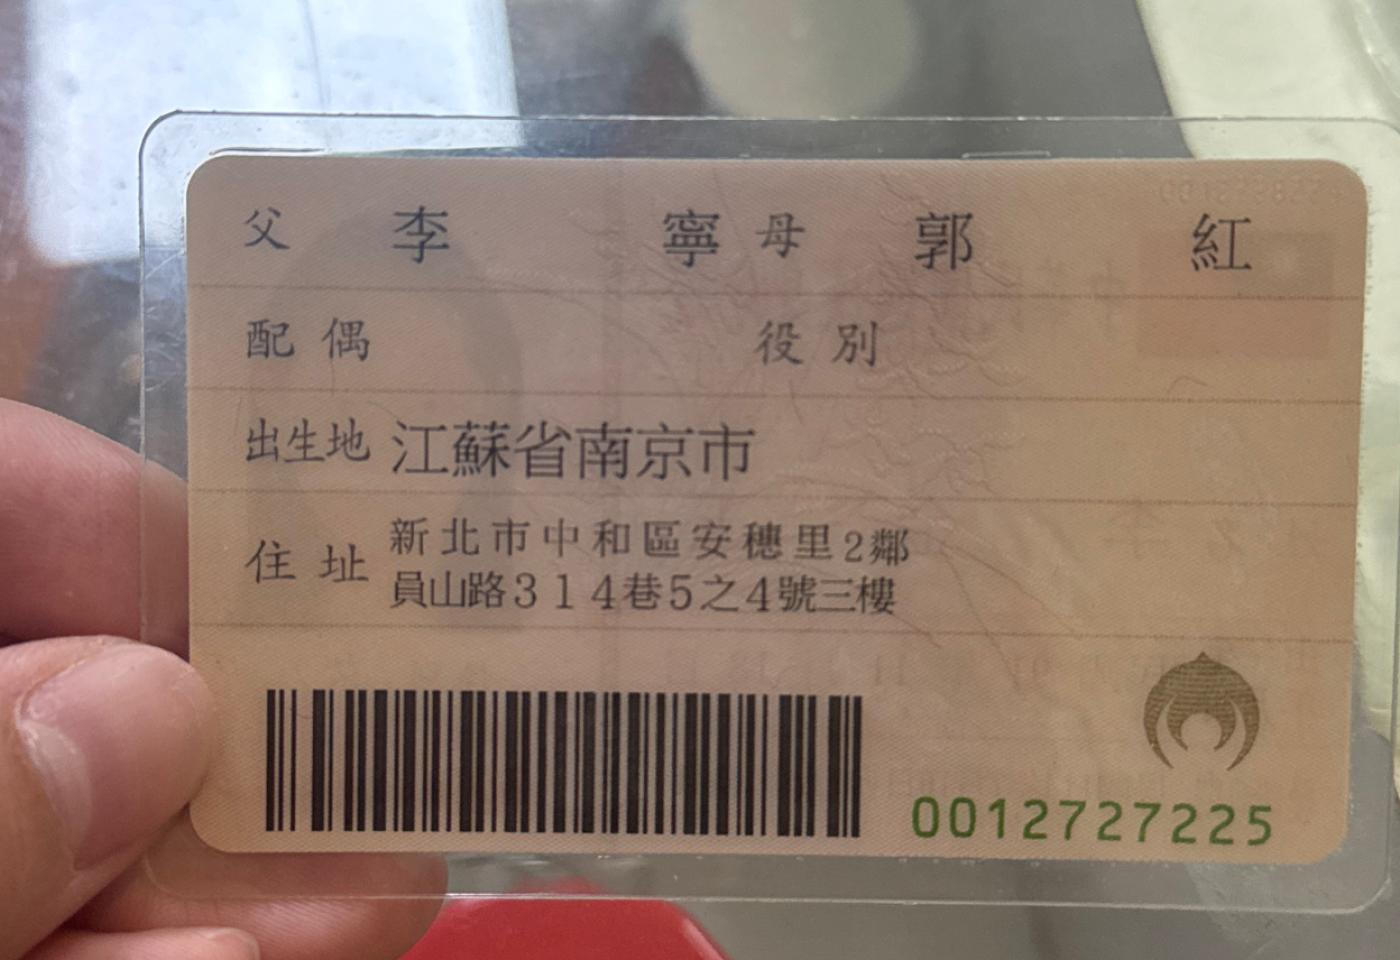 父 李 寧 母 郭 紅
配偶 役別
出生地 江蘇省南京市
住址 新北市中和區安穗里2鄰
員山路314巷5之4號三樓
0012727225